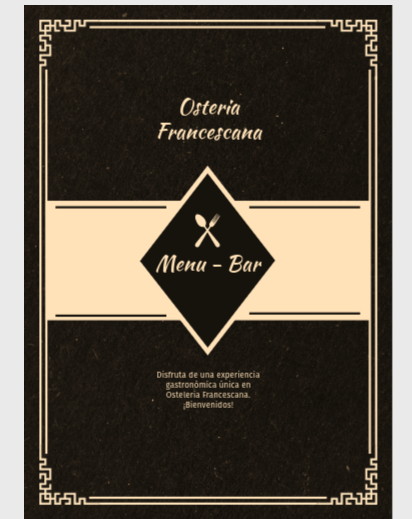 Osteria
Francescana
Menu - Bar
Disfruta de una experiencia
gastronómica única en
Osteleria Francescana.
¡Bienvenidos!